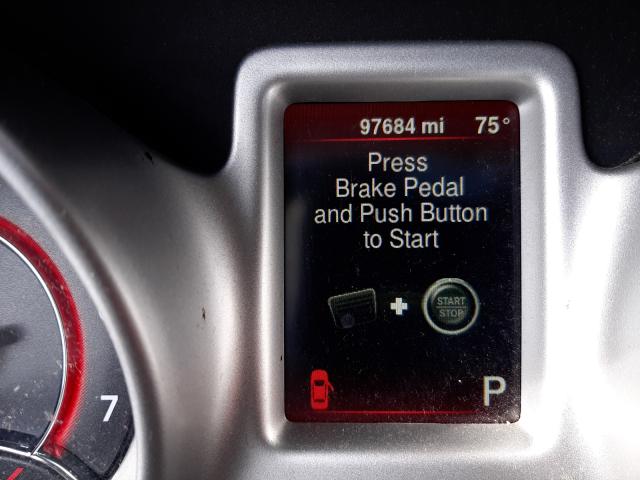 97684 mi 75°
Press
Brake Pedal
and Push Button
to Start
START
STOP
P
7